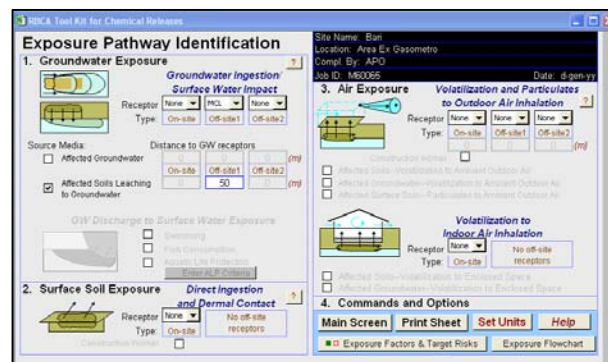 RBCA Tool Kit for Chemical Releases
Exposure Pathway Identification
1. Groundwater Exposure
?
Groundwater Ingestion/
Surface Water Impact
Receptor None MCL None
Type: On-site Off-site1 Off-site2
Source Media: Distance to GW receptors
Affected Groundwater 0 0 0 (m)
On-site Off-site1 Off-site2
Affected Soils Leaching
to Groundwater
0 50 0 (m)
GW Discharge to Surface Water Exposure
Swimming
Fish Consumption
Aquatic Life Protection
Enter ALP Criteria
2. Surface Soil Exposure
Direct Ingestion
and Dermal Contact
?
Receptor None
Type: On-site
No off-site
receptors
Construction Worker
Site Name: Bari
Location: Area Ex Gasometro
Compl. By: APO
Job ID: M60065 Date: d-gen-yy
3. Air Exposure
Volatilization and Particulates
to Outdoor Air Inhalation
?
Receptor None None None
Type: On-site Off-site1 Off-site2
0 0 0 (m)
Construction Worker
Affected Soils--Volatilization to Ambient Outdoor Air
Affected Groundwater--Volatilization to Ambient Outdoor Air
Affected Surface Soils--Particulates to Ambient Outdoor Air
Volatilization to
Indoor Air Inhalation
?
Receptor None
Type: On-site
No off-site
receptors
Affected Soils--Volatilization to Enclosed Space
Affected Groundwater--Volatilization to Enclosed Space
4. Commands and Options
Main Screen Print Sheet Set Units Help
Exposure Factors & Target Risks Exposure Flowchart